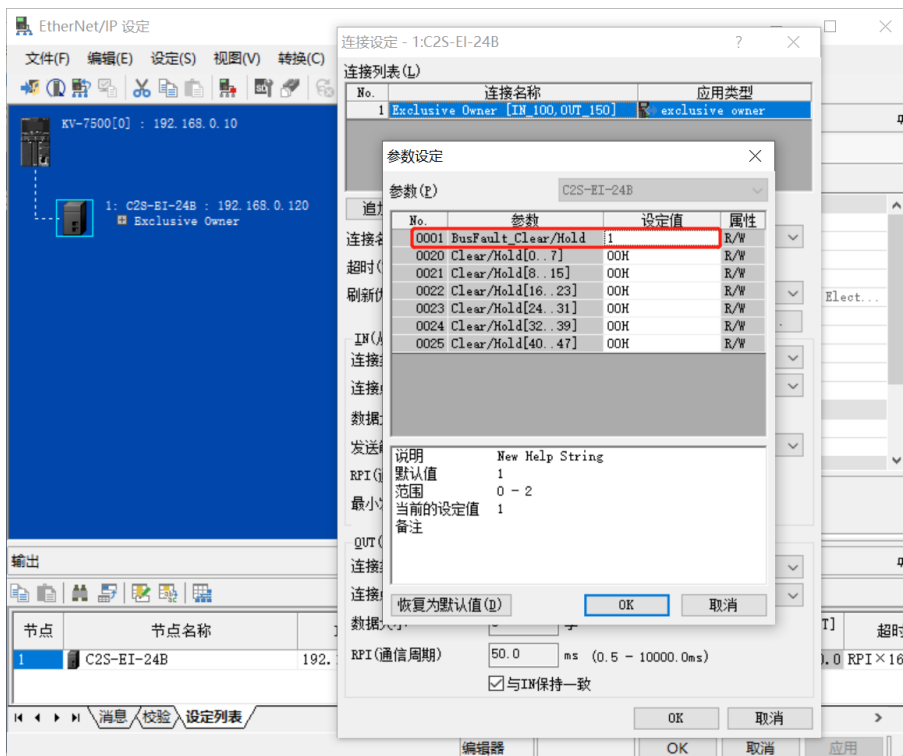 EtherNet/IP 设定
文件(F) 编辑(E) 设定(S) 视图(V) 转换(C)
KV-7500[0] : 192.168.0.10
1: C2S-EI-24B : 192.168.0.120
Exclusive Owner
连接设定 - 1:C2S-EI-24B
连接列表(L)
No. 连接名称 应用类型
1 Exclusive Owner [IN_100,OUT_150] exclusive owner
参数设定
参数(P) C2S-EI-24B
No. 参数 设定值 属性
0001 BusFault_Clear/Hold 1 R/W
0020 Clear/Hold[0..7] 00H R/W
0021 Clear/Hold[8..15] 00H R/W
0022 Clear/Hold[16..23] 00H R/W
0023 Clear/Hold[24..31] 00H R/W
0024 Clear/Hold[32..39] 00H R/W
0025 Clear/Hold[40..47] 00H R/W
说明 New Help String
默认值 1
范围 0 - 2
当前的设定值 1
备注
恢复为默认值(D) OK 取消
连接
超时(
Elect...
IN(
连接
连接
发送
RPI(
最小
OUT(
连接
连接
数据
RPI(通信周期) 50.0 ms (0.5 - 10000.0ms)
与IN保持一致
OK 取消
输出
节点 节点名称 T] 超时
1 C2S-EI-24B 192. .0 RPI×16
消息 校验 设定列表
编辑器 OK 取消 应用